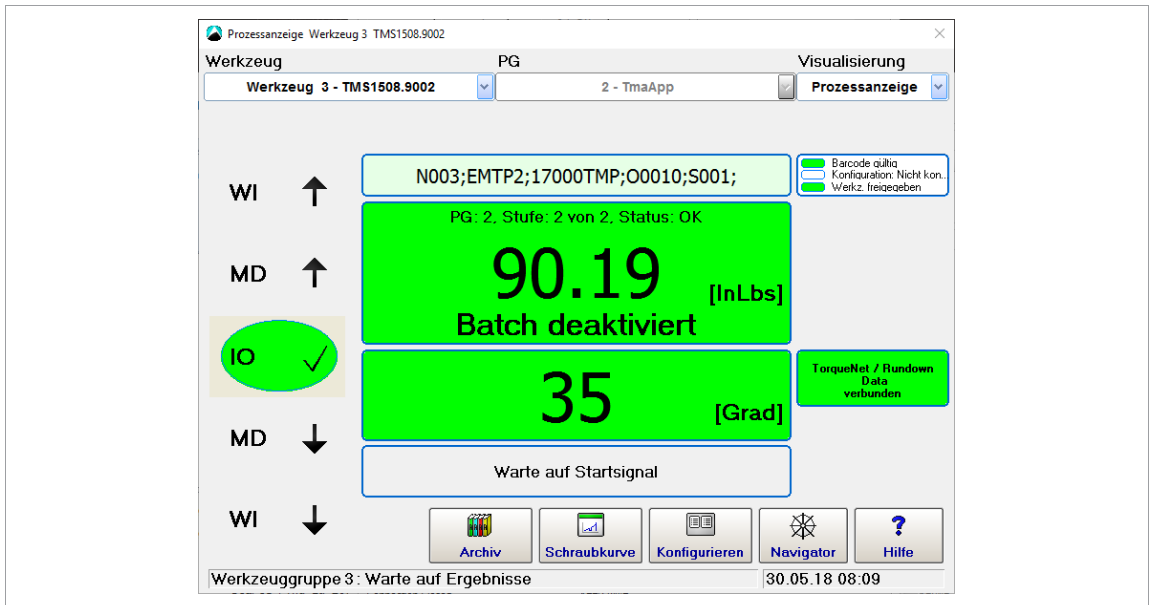 Prozessanzeige Werkzeug 3 TMS1508.9002
Werkzeug PG Visualisierung
Werkzeug 3 - TMS1508.9002 2 - TmaApp Prozessanzeige
N003;EMTP2;17000TMP;O0010;S001;
Barcode gültig
Konfiguration: Nicht kon..
Werkz. freigegeben
WI
PG: 2, Stufe: 2 von 2, Status: OK
MD
90.19 [InLbs]
Batch deaktiviert
IO
35 [Grad]
TorqueNet / Rundown
Data
verbunden
MD
Warte auf Startsignal
WI
Archiv Schraubkurve Konfigurieren Navigator Hilfe
Werkzeuggruppe 3 : Warte auf Ergebnisse 30.05.18 08:09